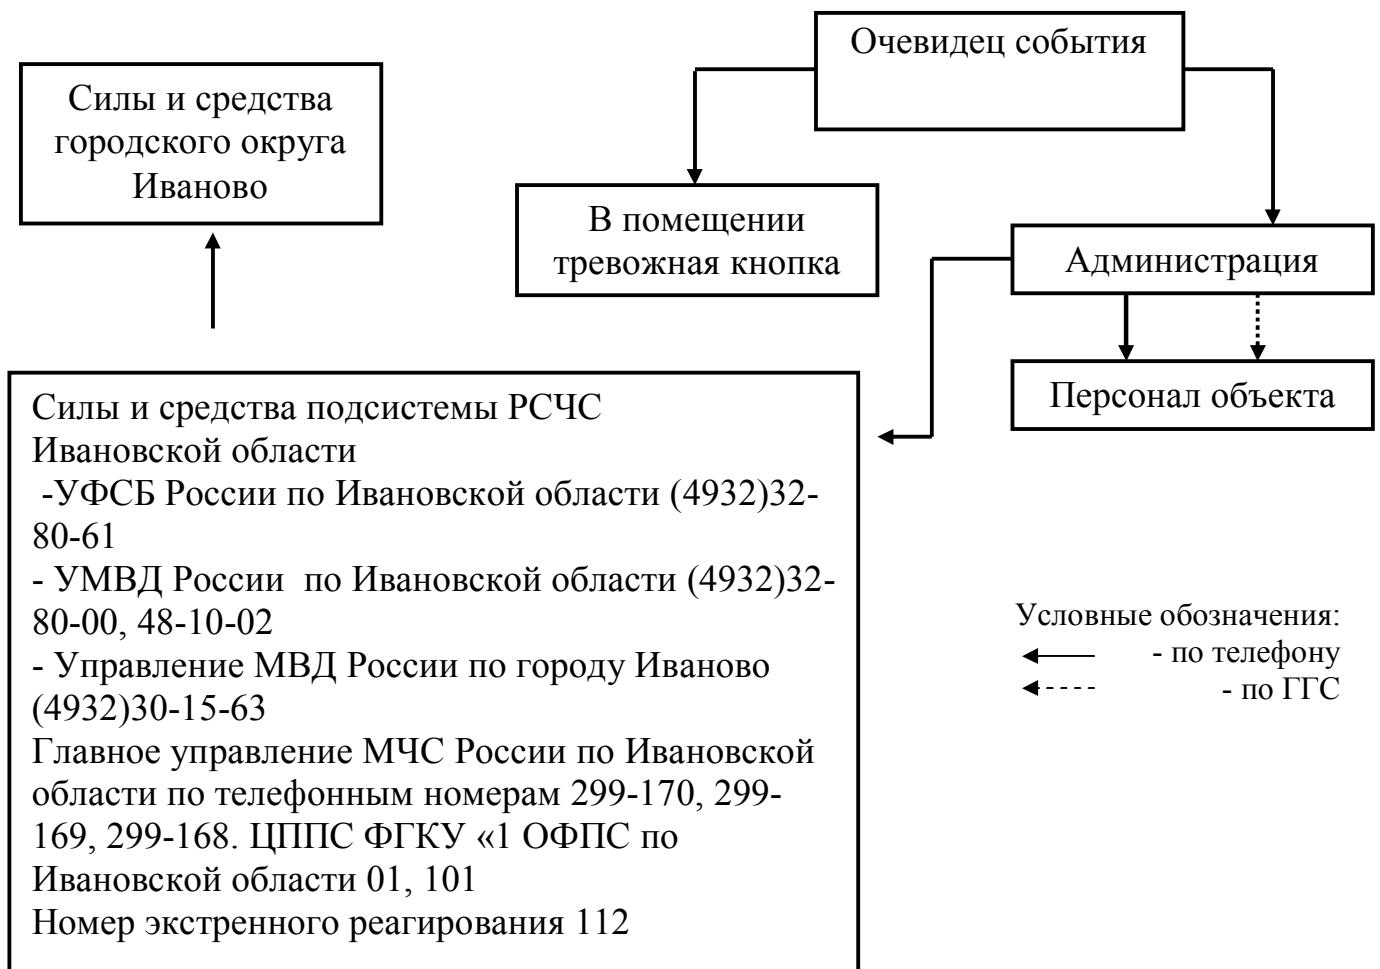 Очевидец события
Силы и средства
городского округа
Иваново
В помещении
тревожная кнопка
Администрация
Персонал объекта
Силы и средства подсистемы РСЧС
Ивановской области
-УФСБ России по Ивановской области (4932)32-
80-61
- УМВД России по Ивановской области (4932)32-
80-00, 48-10-02
- Управление МВД России по городу Иваново
(4932)30-15-63
Главное управление МЧС России по Ивановской
области по телефонным номерам 299-170, 299-
169, 299-168. ЦППС ФГКУ «1 ОФПС по
Ивановской области 01, 101
Номер экстренного реагирования 112
Условные обозначения:
- по телефону
- по ГГС